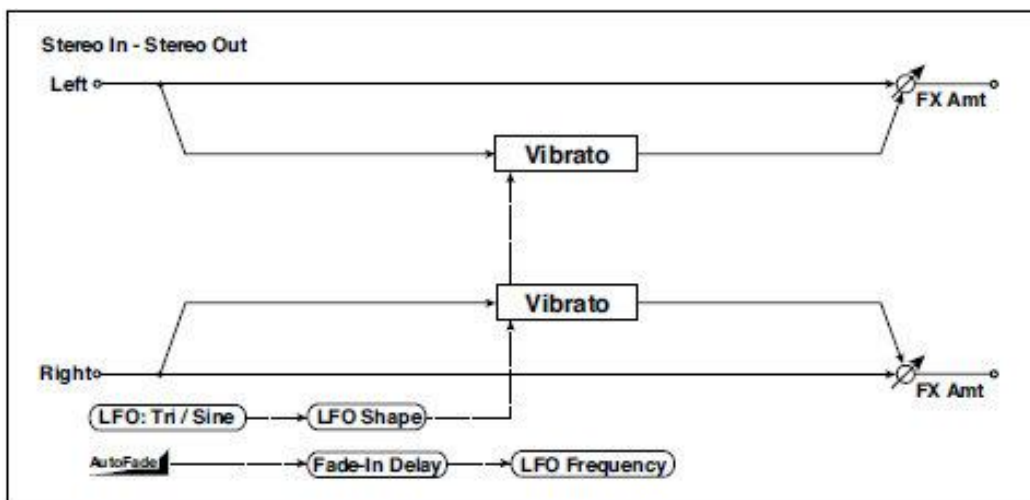 Stereo In - Stereo Out
Left
FX Amt
Vibrato
Vibrato
Right
FX Amt
LFO: Tri / Sine
LFO Shape
AutoFade
Fade-In Delay
LFO Frequency